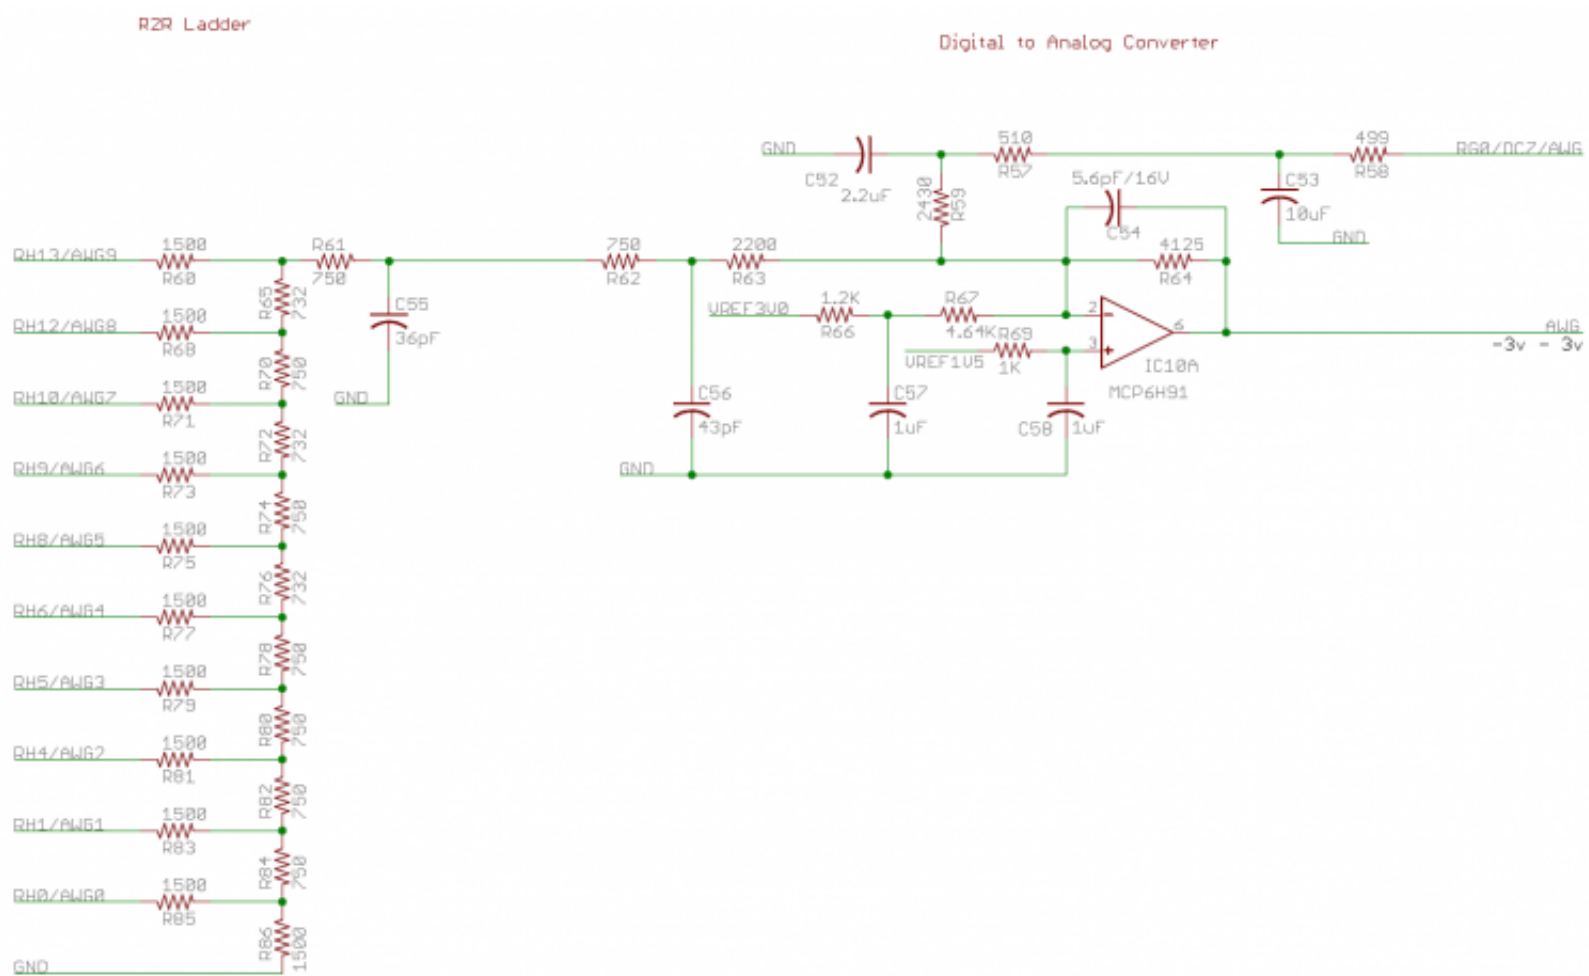 R2R Ladder
Digital to Analog Converter
GND
C52
2.2uF
510
R57
499
R58
RG0/DC7/AWG
2430
R59
5.6pF/16V
C54
C53
10uF
GND
RH13/AWG9
1500
R60
R61
750
750
R62
2200
R63
4125
R64
R65
732
C55
36pF
GND
VREF3V0
1.2K
R66
R67
4.64K
R69
1K
VREF1V5
2
3
6
IC10A
MCP6H91
AWG
-3v - 3v
C56
43pF
C57
1uF
C58
1uF
GND
RH12/AWG8
1500
R68
R70
750
RH10/AWG7
1500
R71
R72
732
RH9/AWG6
1500
R73
R74
750
RH8/AWG5
1500
R75
R76
732
RH6/AWG4
1500
R77
R78
750
RH5/AWG3
1500
R79
R80
750
RH4/AWG2
1500
R81
R82
750
RH1/AWG1
1500
R83
R84
750
RH0/AWG0
1500
R85
R86
1500
GND